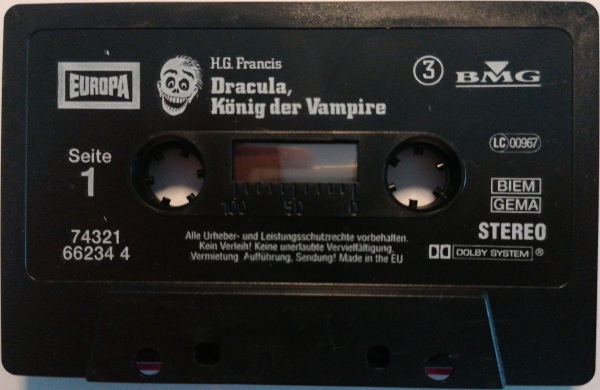 EUROPA
H.G. Francis
Dracula,
König der Vampire
3
BMG
LC 00967
Seite
1
100 50 0
BIEM
GEMA
74321
66234 4
Alle Urheber- und Leistungsschutzrechte vorbehalten.
Kein Verleih! Keine unerlaubte Vervielfältigung,
Vermietung, Aufführung, Sendung! Made in the EU
STEREO
DOLBY SYSTEM ®